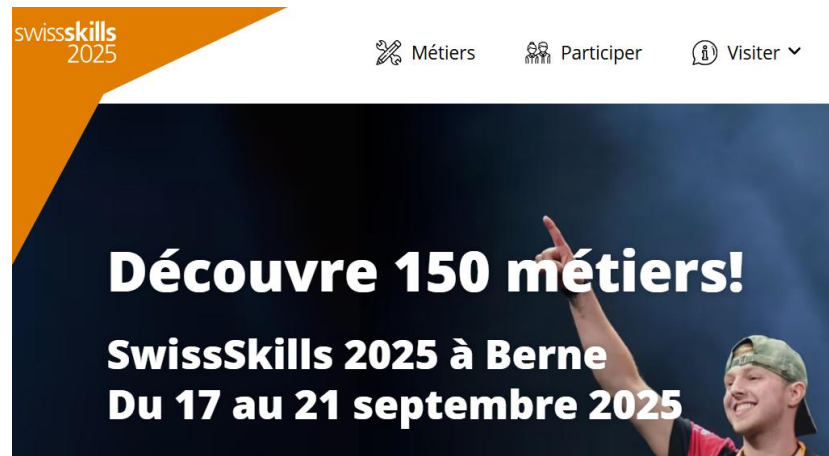 swissskills
2025
Métiers
Participer
Visiter
Découvre 150 métiers!
SwissSkills 2025 à Berne
Du 17 au 21 septembre 2025